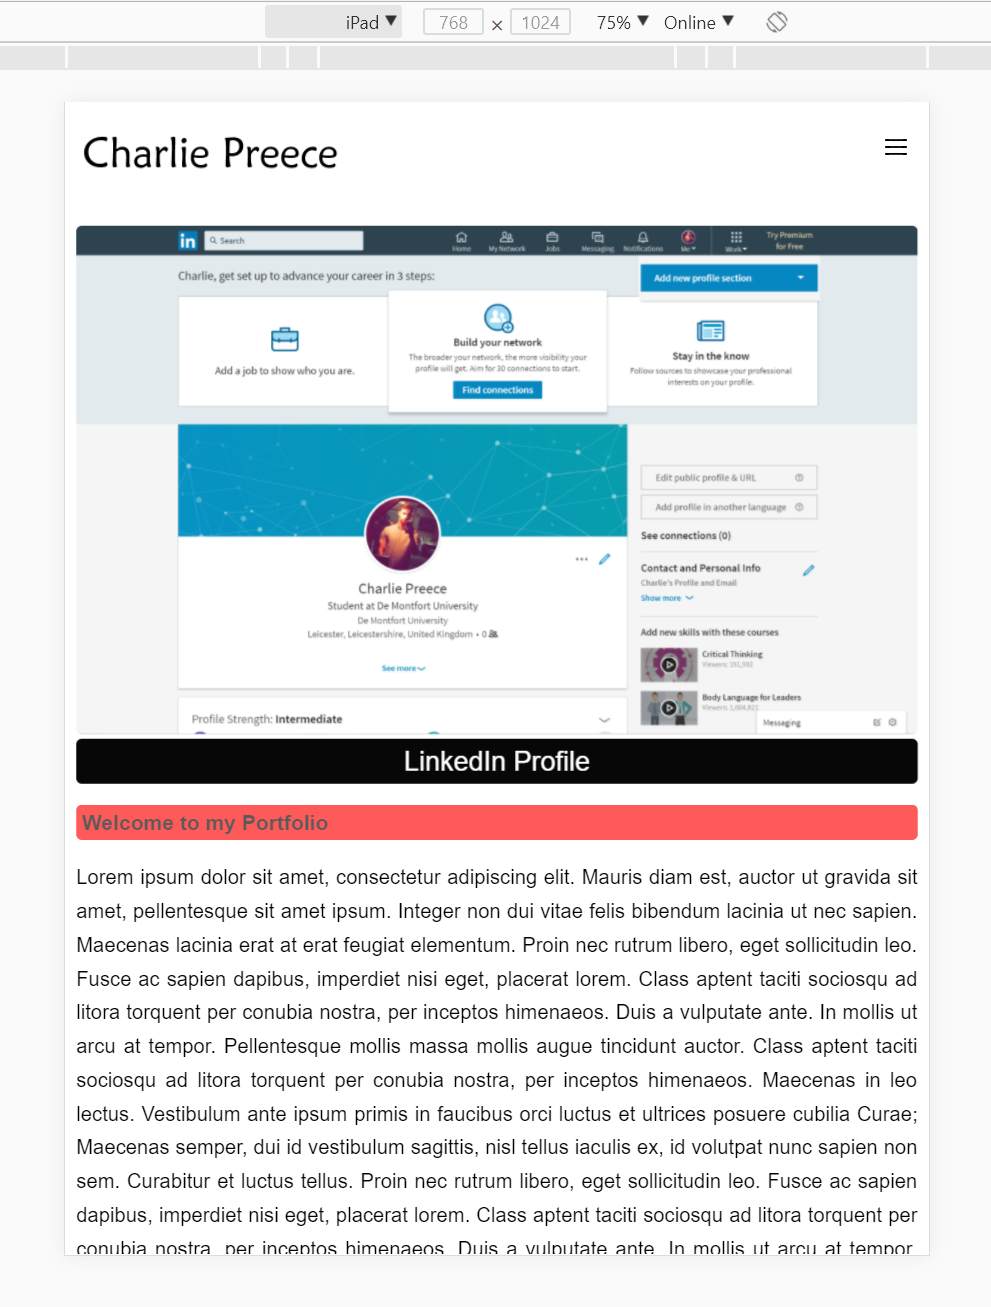 iPad ▼ 768 × 1024 75% ▼ Online ▼
Charlie Preece
in Search Home My Network Jobs Messaging Notifications Me Work Try Premium
for Free
Charlie, get set up to advance your career in 3 steps:
Add new profile section
Add a job to show who you are.
Build your network
The broader your network, the more visibility your
profile will get. Aim for 30 connections to start.
Find connections
Stay in the know
Follow sources to showcase your professional
interests on your profile.
Charlie Preece
Student at De Montfort University
De Montfort University
Leicester, Leicestershire, United Kingdom • 0
See more
Profile Strength: Intermediate
Edit public profile & URL
Add profile in another language
See connections (0)
Contact and Personal Info
Charlie's Profile and Email
Show more
Add new skills with these courses
Critical Thinking
Viewers:
Body Language for Leaders
Viewers:
Messaging
LinkedIn Profile
Welcome to my Portfolio
Lorem ipsum dolor sit amet, consectetur adipiscing elit. Mauris diam est, auctor ut gravida sit
amet, pellentesque sit amet ipsum. Integer non dui vitae felis bibendum lacinia ut nec sapien.
Maecenas lacinia erat at erat feugiat elementum. Proin nec rutrum libero, eget sollicitudin leo.
Fusce ac sapien dapibus, imperdiet nisi eget, placerat lorem. Class aptent taciti sociosqu ad
litora torquent per conubia nostra, per inceptos himenaeos. Duis a vulputate ante. In mollis ut
arcu at tempor. Pellentesque mollis massa mollis augue tincidunt auctor. Class aptent taciti
sociosqu ad litora torquent per conubia nostra, per inceptos himenaeos. Maecenas in leo
lectus. Vestibulum ante ipsum primis in faucibus orci luctus et ultrices posuere cubilia Curae;
Maecenas semper, dui id vestibulum sagittis, nisl tellus iaculis ex, id volutpat nunc sapien non
sem. Curabitur et luctus tellus. Proin nec rutrum libero, eget sollicitudin leo. Fusce ac sapien
dapibus, imperdiet nisi eget, placerat lorem. Class aptent taciti sociosqu ad litora torquent per
conubia nostra, per inceptos himenaeos. Duis a vulputate ante. In mollis ut arcu at tempor.